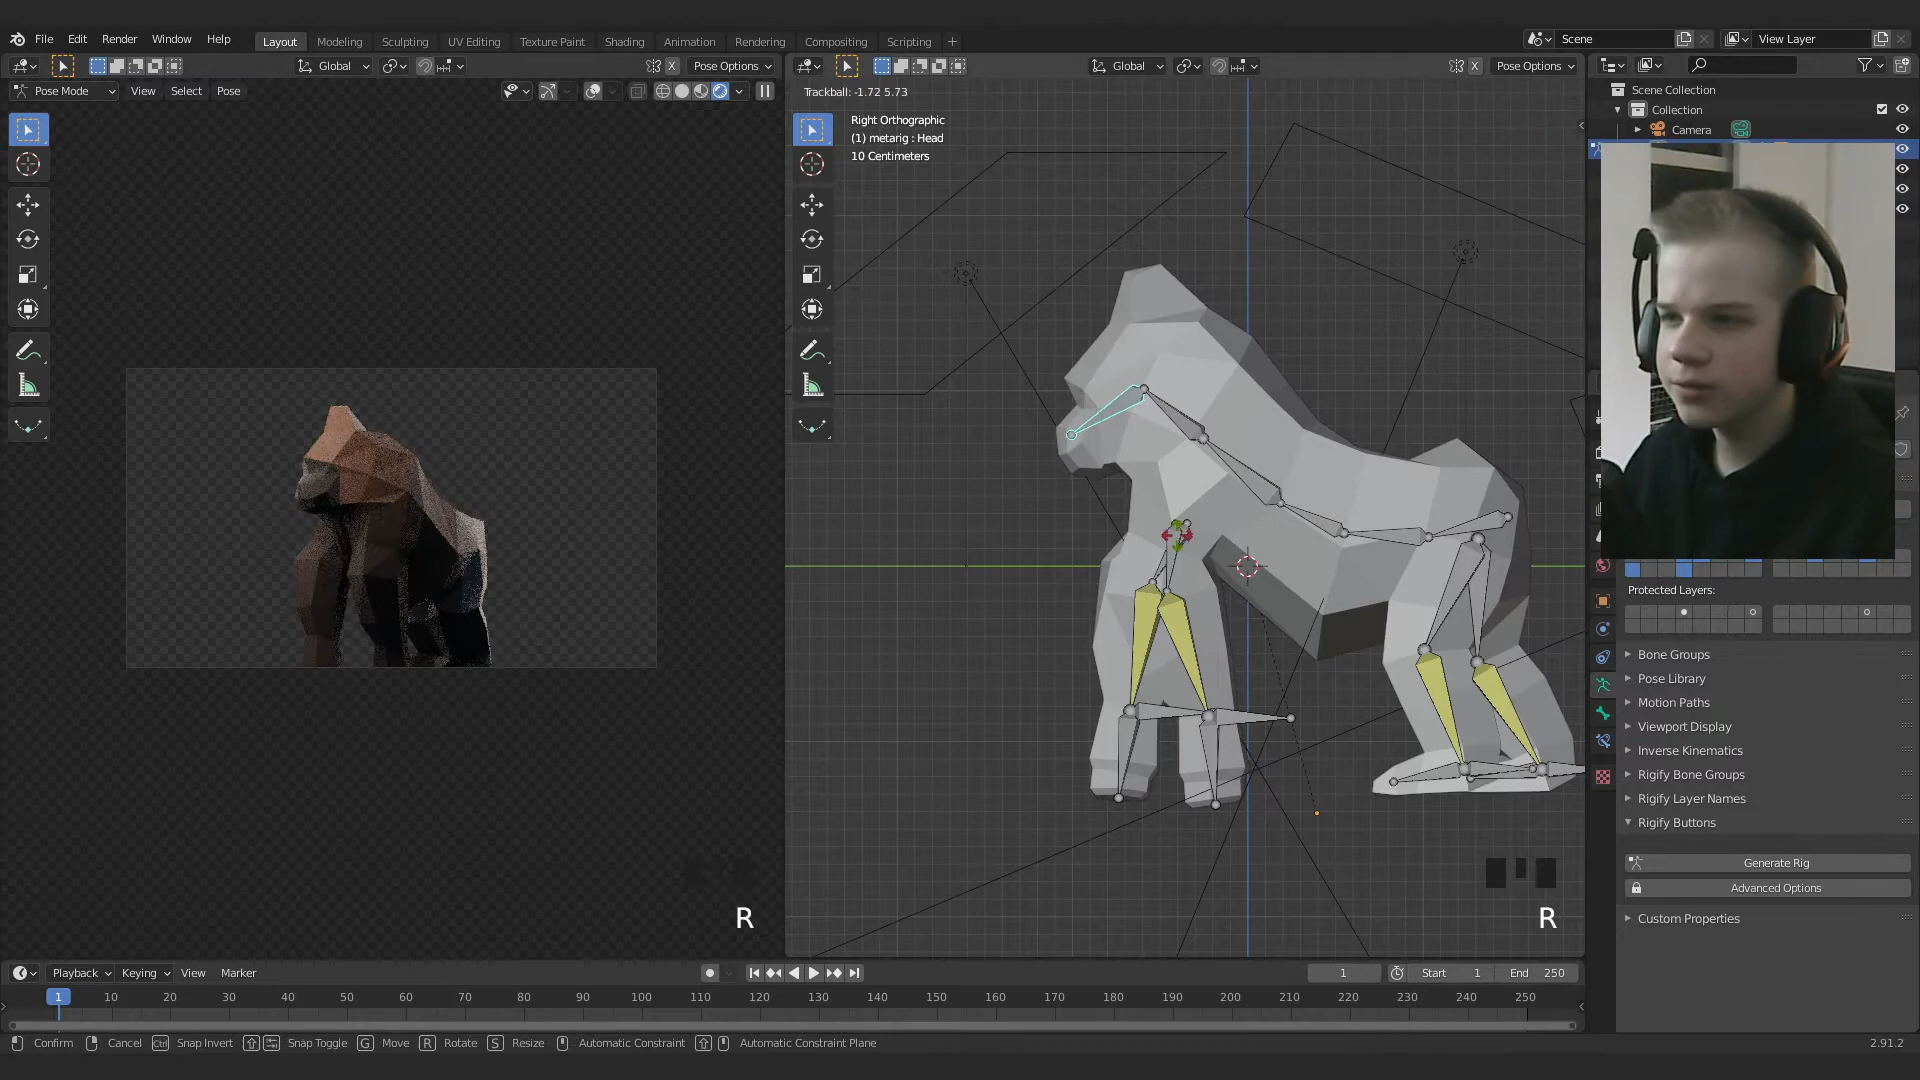 File Edit Render Window Help Layout Modeling Sculpting UV Editing Texture Paint Shading Animation Rendering Compositing Scripting + Scene View Layer
Global Pose Options Global Pose Options
Pose Mode View Select Pose Trackball: -1.72 5.73
Right Orthographic
(1) metarig : Head
10 Centimeters
Scene Collection
Collection
Camera
Protected Layers:
Bone Groups
Pose Library
Motion Paths
Viewport Display
Inverse Kinematics
Rigify Bone Groups
Rigify Layer Names
Rigify Buttons
Generate Rig
Advanced Options
Custom Properties
R R
Playback Keying View Marker 1 Start 1 End 250
1 10 20 30 40 50 60 70 80 90 100 110 120 130 140 150 160 170 180 190 200 210 220 230 240 250
Confirm Cancel Ctrl Snap Invert Snap Toggle G Move R Rotate S Resize Automatic Constraint Automatic Constraint Plane 2.91.2